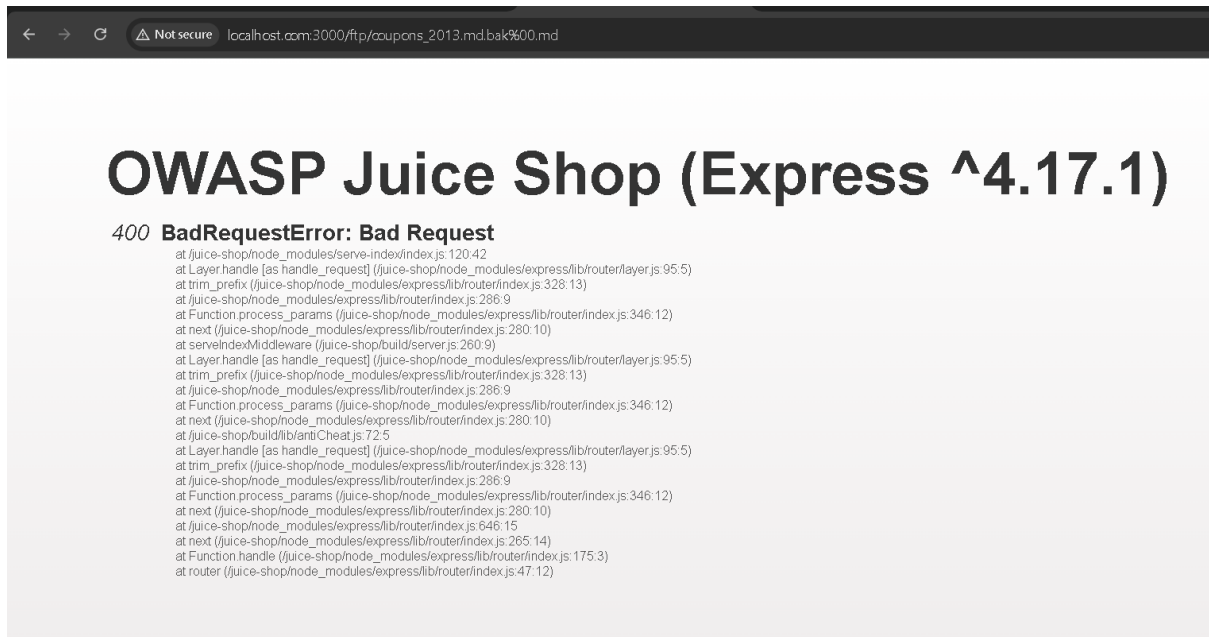 Not secure localhost.com:3000/ftp/coupons_2013.md.bak%00.md
OWASP Juice Shop (Express ^4.17.1)
400 BadRequestError: Bad Request
at /juice-shop/node_modules/serve-index/index.js:120:42
at Layer.handle [as handle_request] (/juice-shop/node_modules/express/lib/router/layer.js:95:5)
at trim_prefix (/juice-shop/node_modules/express/lib/router/index.js:328:13)
at /juice-shop/node_modules/express/lib/router/index.js:286:9
at Function.process_params (/juice-shop/node_modules/express/lib/router/index.js:346:12)
at next (/juice-shop/node_modules/express/lib/router/index.js:280:10)
at serveIndexMiddleware (/juice-shop/build/server.js:260:9)
at Layer.handle [as handle_request] (/juice-shop/node_modules/express/lib/router/layer.js:95:5)
at trim_prefix (/juice-shop/node_modules/express/lib/router/index.js:328:13)
at /juice-shop/node_modules/express/lib/router/index.js:286:9
at Function.process_params (/juice-shop/node_modules/express/lib/router/index.js:346:12)
at next (/juice-shop/node_modules/express/lib/router/index.js:280:10)
at /juice-shop/build/lib/antiCheat.js:72:5
at Layer.handle [as handle_request] (/juice-shop/node_modules/express/lib/router/layer.js:95:5)
at trim_prefix (/juice-shop/node_modules/express/lib/router/index.js:328:13)
at /juice-shop/node_modules/express/lib/router/index.js:286:9
at Function.process_params (/juice-shop/node_modules/express/lib/router/index.js:346:12)
at next (/juice-shop/node_modules/express/lib/router/index.js:280:10)
at /juice-shop/node_modules/express/lib/router/index.js:646:15
at next (/juice-shop/node_modules/express/lib/router/index.js:265:14)
at Function.handle (/juice-shop/node_modules/express/lib/router/index.js:175:3)
at router (/juice-shop/node_modules/express/lib/router/index.js:47:12)